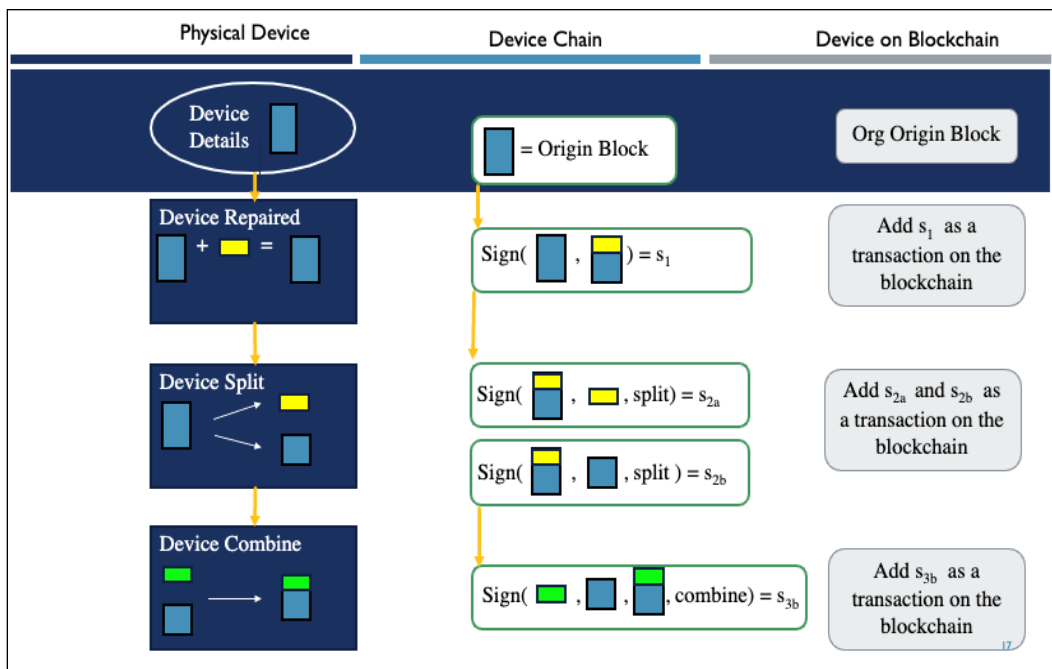 Physical Device
Device Chain
Device on Blockchain
Device
Details
= Origin Block
Org Origin Block
Device Repaired
+ =
Sign( , ) = s₁
Add s₁ as a
transaction on the
blockchain
Device Split
Sign( , , split) = s₂ₐ
Sign( , , split ) = s₂b
Add s₂ₐ and s₂b as
a transaction on the
blockchain
Device Combine
Sign( , , , combine) = s₃b
Add s₃b as a
transaction on the
blockchain
17